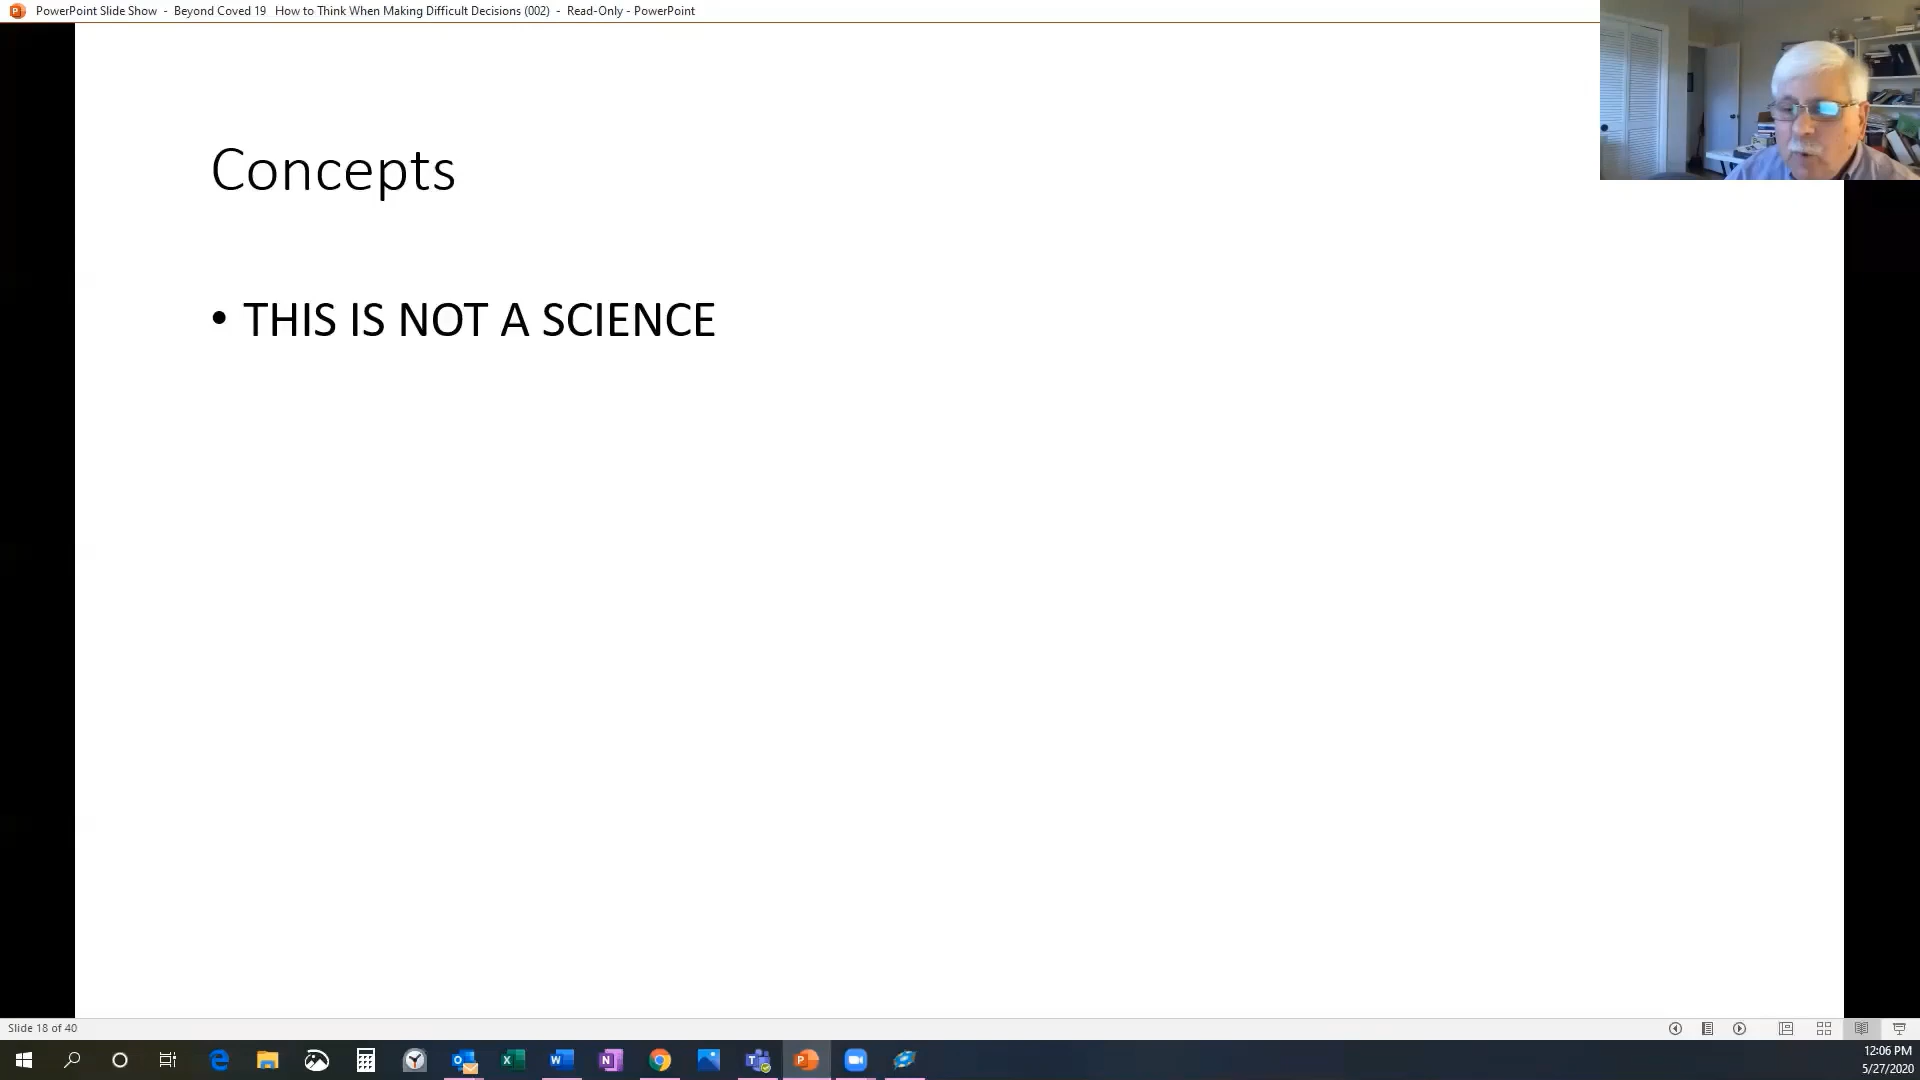 PowerPoint Slide Show - Beyond Coved 19 How to Think When Making Difficult Decisions (002) - Read-Only - PowerPoint
Concepts
• THIS IS NOT A SCIENCE
Slide 18 of 40
12:06 PM
5/27/2020